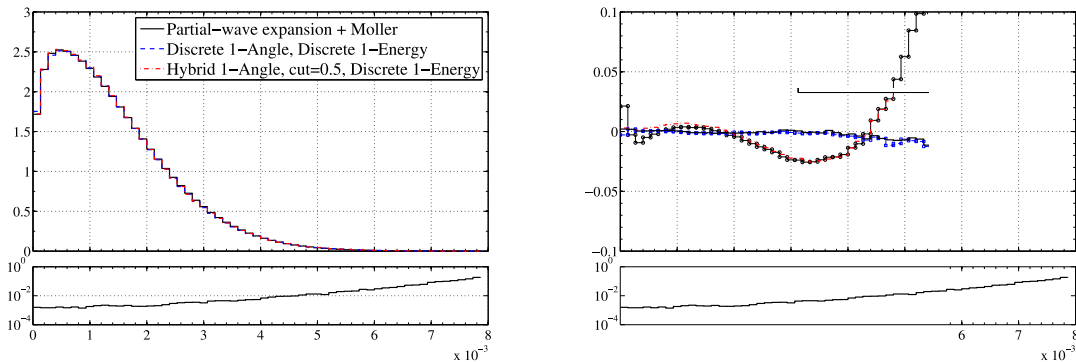 Partial-wave expansion + Moller
Discrete 1-Angle, Discrete 1-Energy
Hybrid 1-Angle, cut=0.5, Discrete 1-Energy
3
2.5
2
1.5
1
0.5
0
10^0
10^-2
10^-4
0 1 2 3 4 5 6 7 8
x 10^-3
0.1
0.05
0
-0.05
-0.1
10^0
10^-2
10^-4
6 7 8
x 10^-3